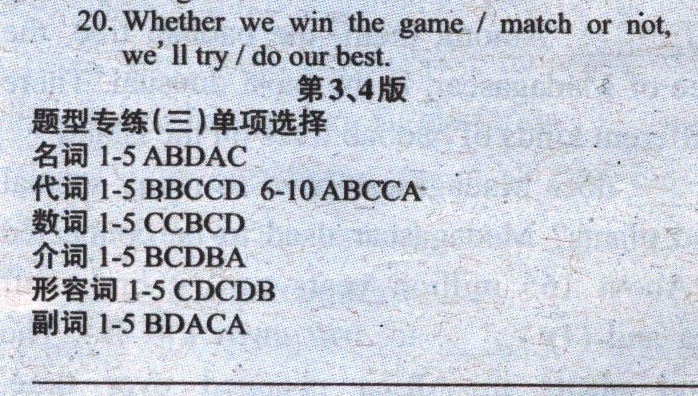 20. Whether we win the game / match or not,
we'll try / do our best.
第3、4版
题型专练(三)单项选择
名词 1-5 ABDAC
代词 1-5 BBCCD 6-10 ABCCA
数词 1-5 CCBCD
介词 1-5 BCDBA
形容词 1-5 CDCDB
副词 1-5 BDACA